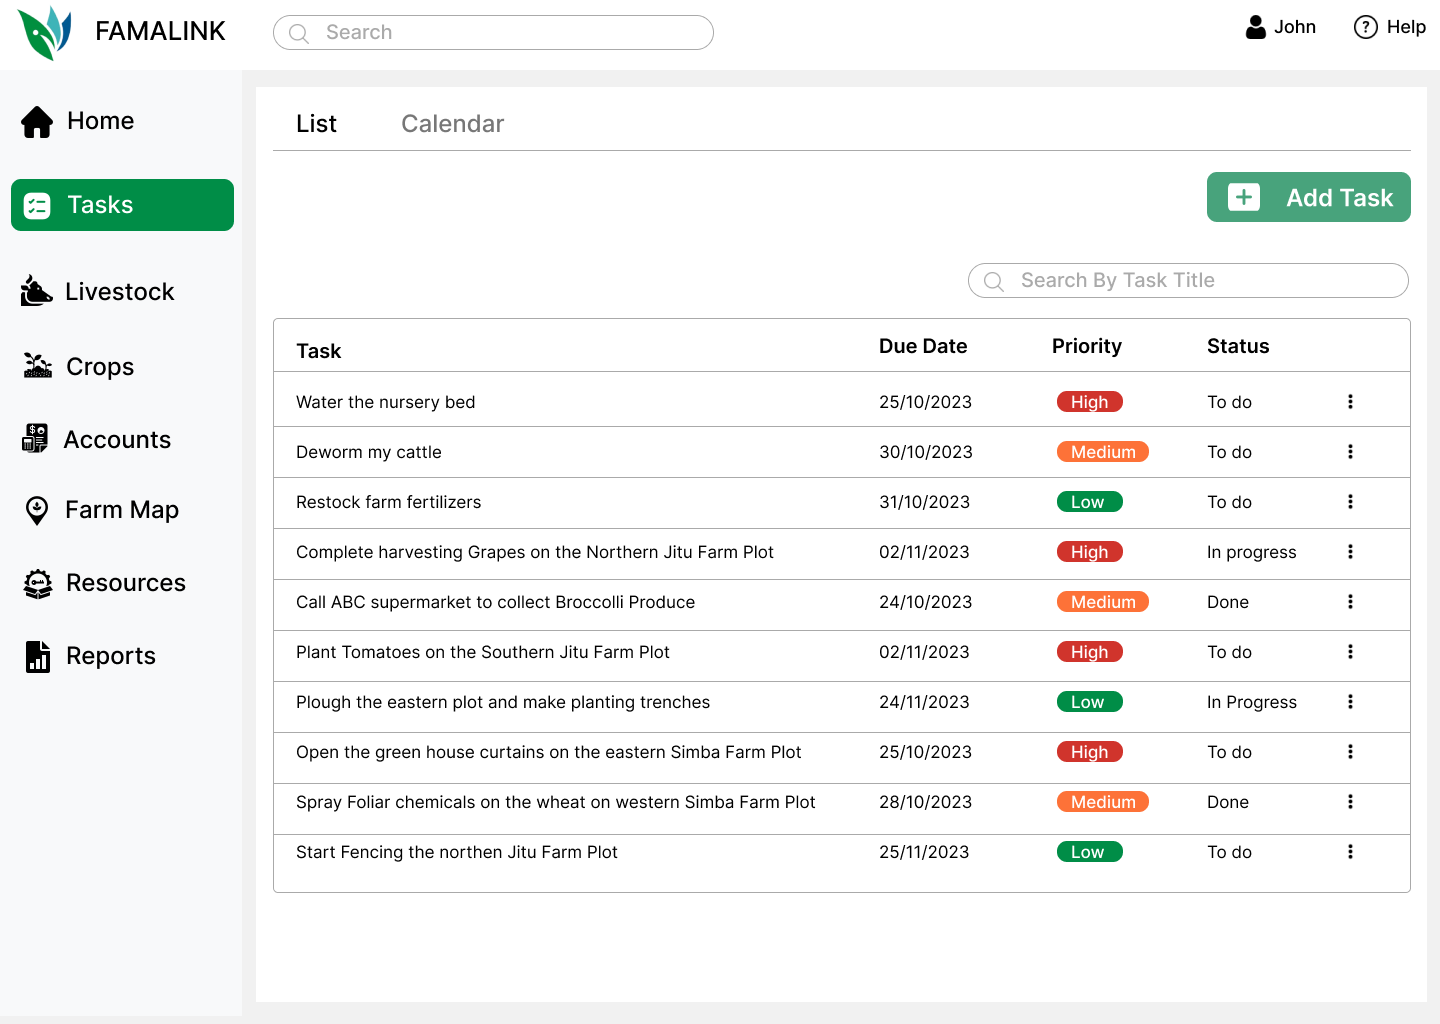 FAMALINK
Search
John
Help
Home
Tasks
Livestock
Crops
Accounts
Farm Map
Resources
Reports
List Calendar
Add Task
Search By Task Title
Task Due Date Priority Status
Water the nursery bed 25/10/2023 High To do
Deworm my cattle 30/10/2023 Medium To do
Restock farm fertilizers 31/10/2023 Low To do
Complete harvesting Grapes on the Northern Jitu Farm Plot 02/11/2023 High In progress
Call ABC supermarket to collect Broccolli Produce 24/10/2023 Medium Done
Plant Tomatoes on the Southern Jitu Farm Plot 02/11/2023 High To do
Plough the eastern plot and make planting trenches 24/11/2023 Low In Progress
Open the green house curtains on the eastern Simba Farm Plot 25/10/2023 High To do
Spray Foliar chemicals on the wheat on western Simba Farm Plot 28/10/2023 Medium Done
Start Fencing the northen Jitu Farm Plot 25/11/2023 Low To do